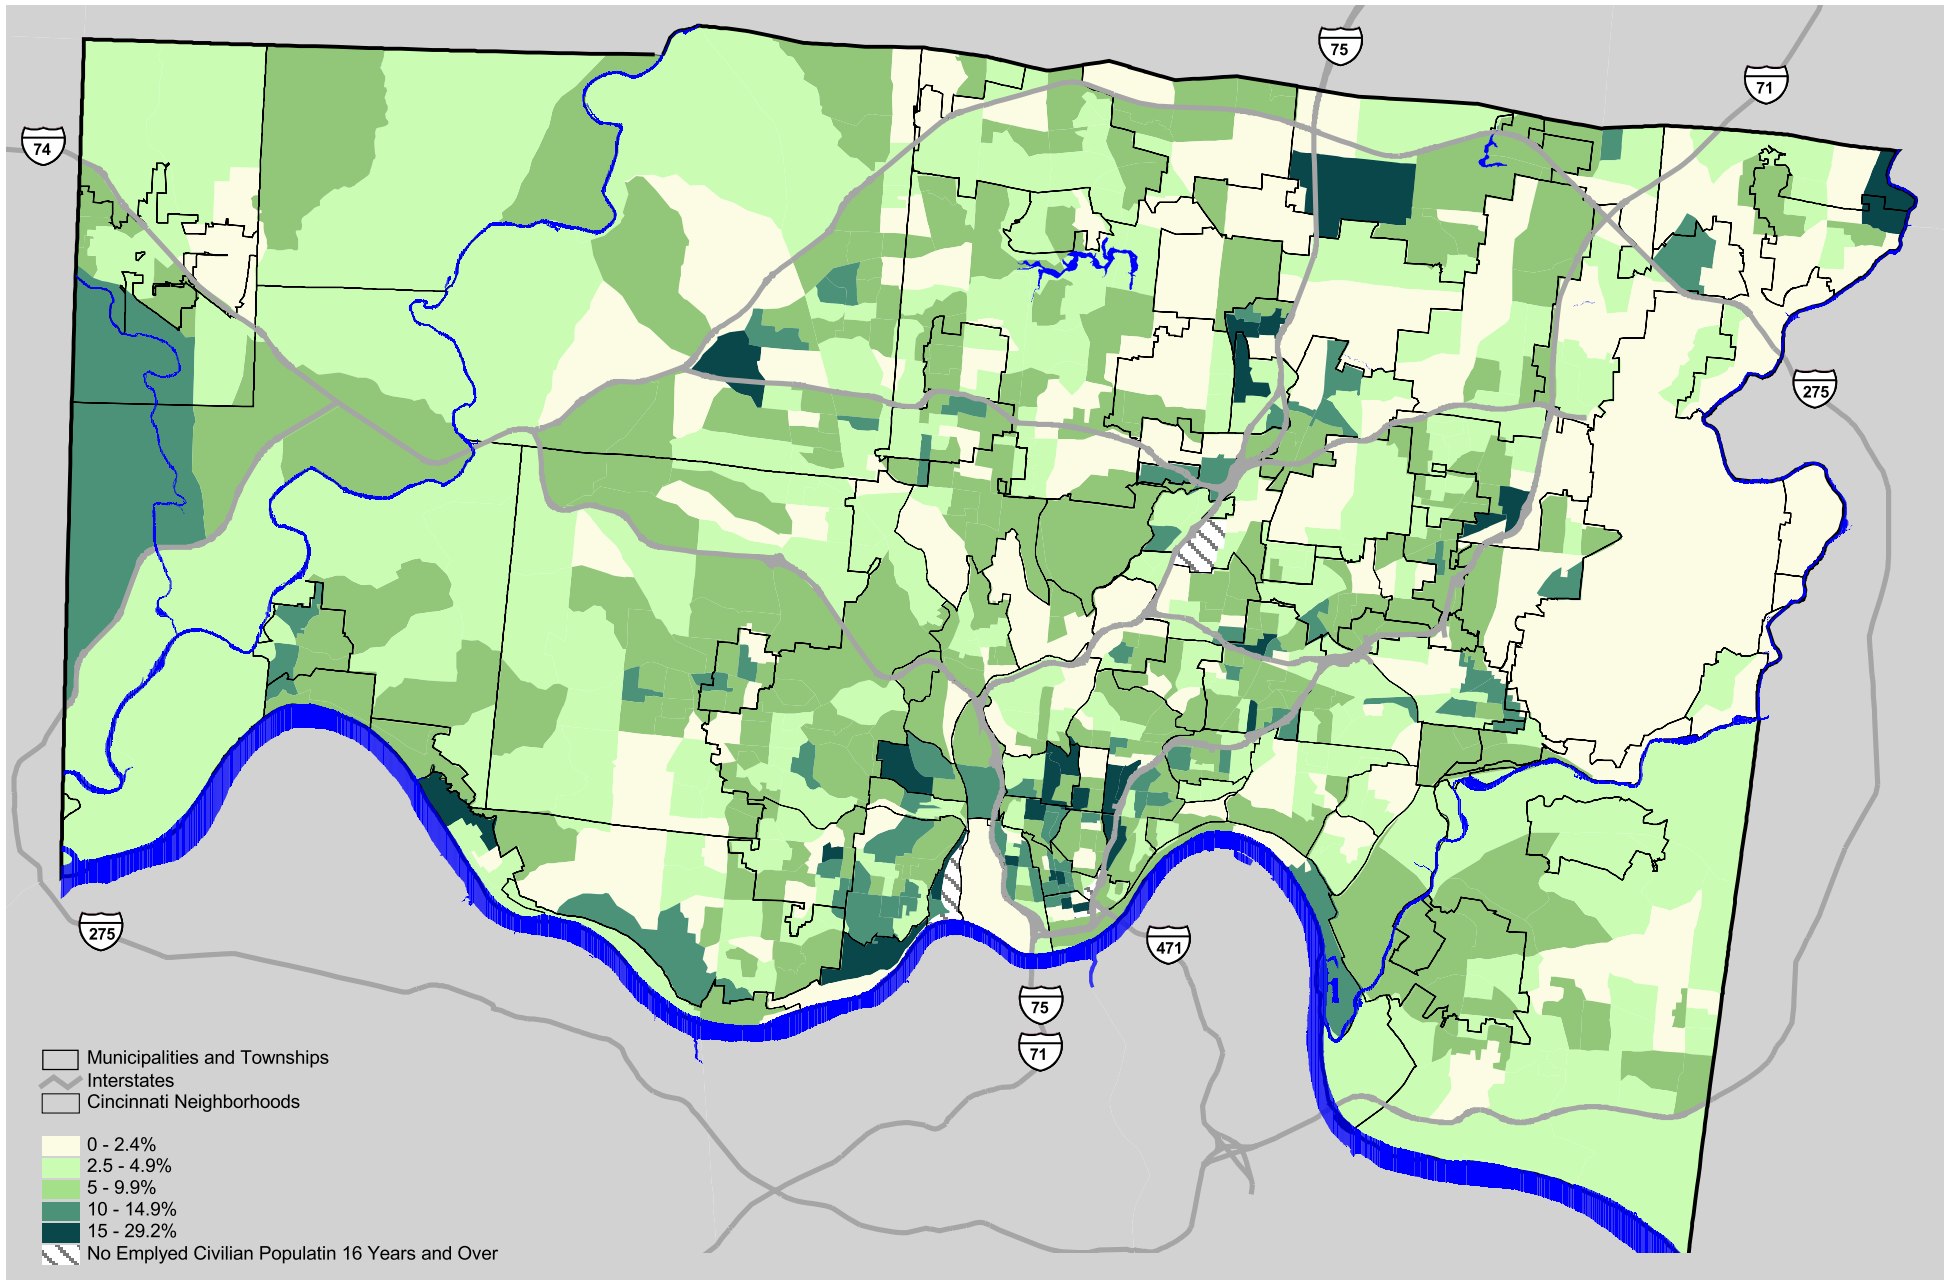 75
71
74
275
275
471
75
71
Municipalities and Townships
Interstates
Cincinnati Neighborhoods
0 - 2.4%
2.5 - 4.9%
5 - 9.9%
10 - 14.9%
15 - 29.2%
No Emplyed Civilian Populatin 16 Years and Over